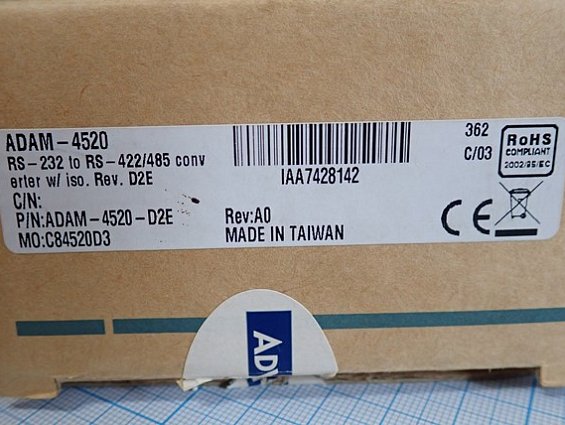 ADAM-4520
RS-232 to RS-422/485 conv
erter w/ iso. Rev. D2E
C/N:
P/N:ADAM-4520-D2E
MO:C84520D3
IAA7428142
Rev:A0
MADE IN TAIWAN
362
C/03
RoHS
COMPLIANT
2002/95/EC
CE
AD